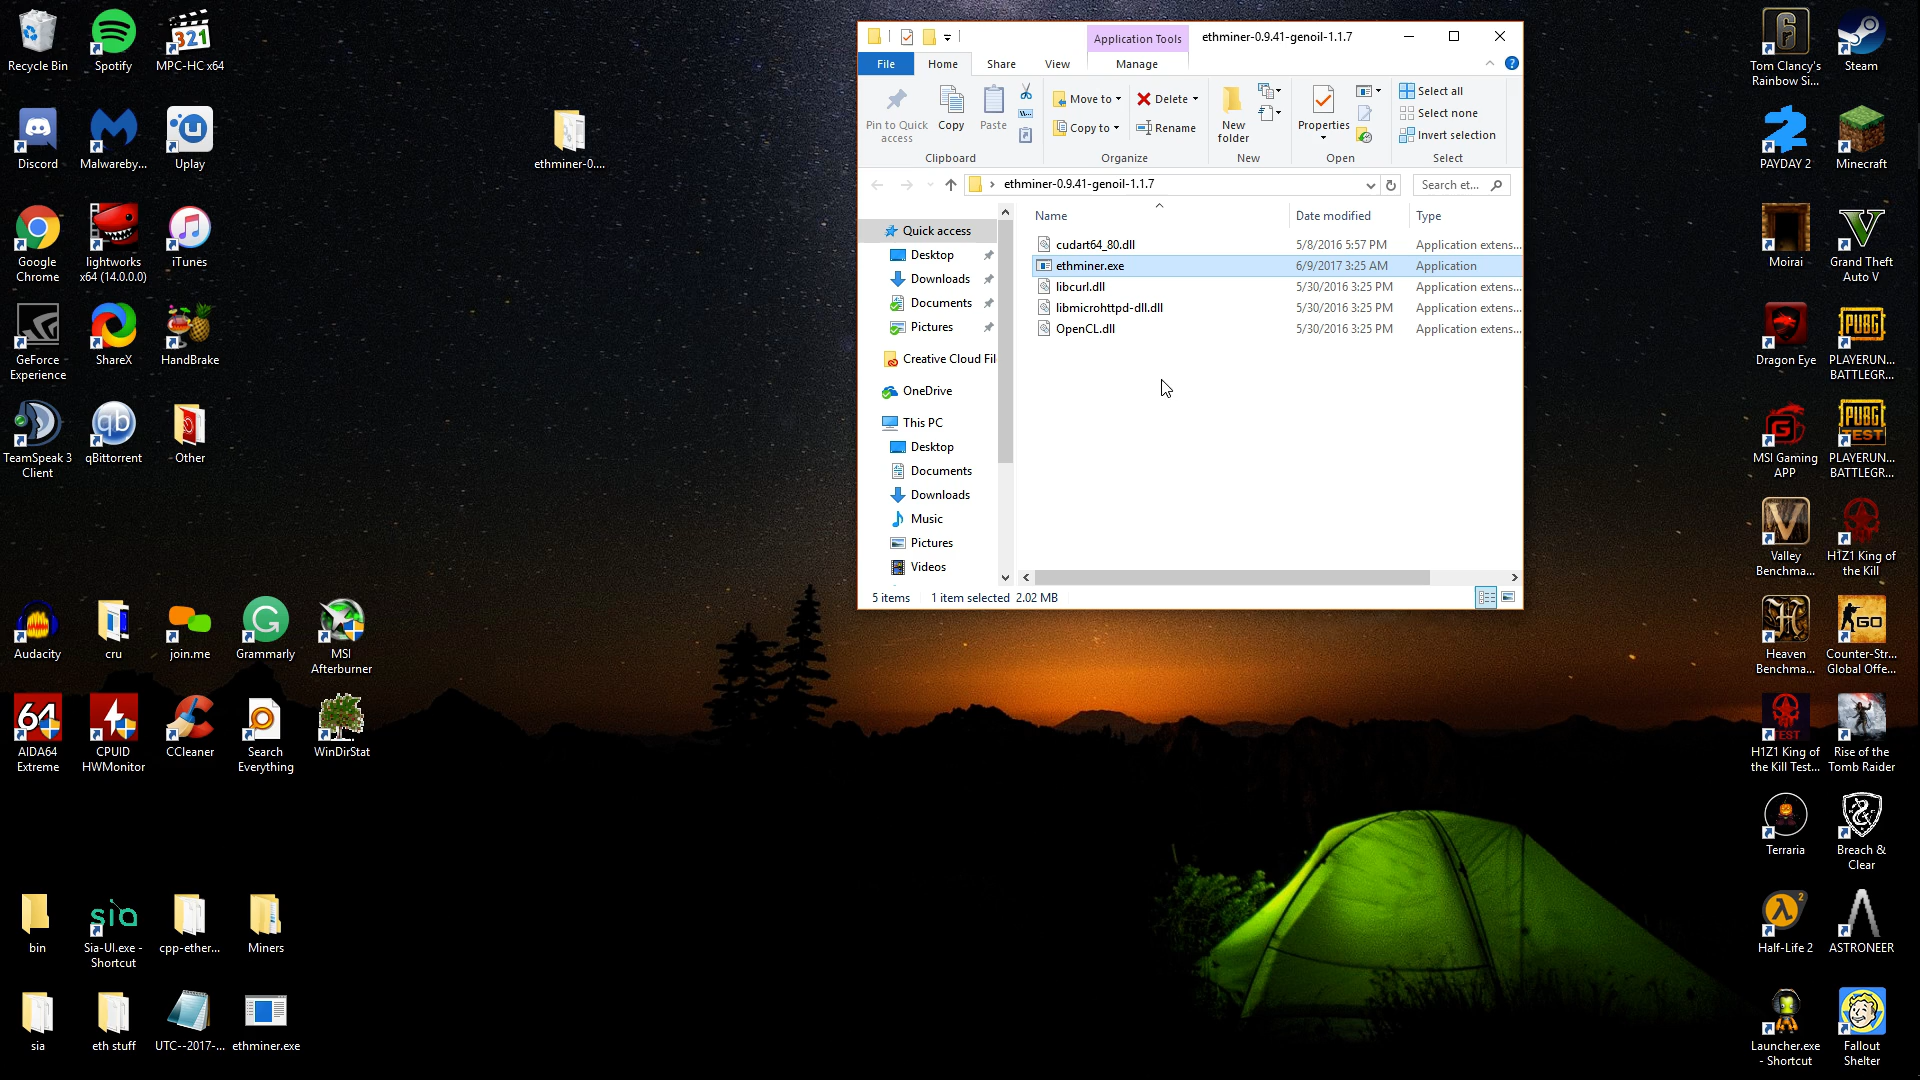 Recycle Bin
Spotify
MPC-HC x64
321
Discord
Malwareby...
Uplay
Google
Chrome
lightworks
x64 (14.0.0.0)
iTunes
GeForce
Experience
ShareX
HandBrake
TeamSpeak 3
Client
qb
qBittorrent
Other
Audacity
cru
join.me
Grammarly
MSI
Afterburner
64
AIDA64
Extreme
CPUID
HWMonitor
CCleaner
Search
Everything
WinDirStat
bin
sia
Sia-UI.exe -
Shortcut
cpp-ether...
Miners
sia
eth stuff
UTC--2017-...
ethminer.exe
ethminer-0....
Application Tools
ethminer-0.9.41-genoil-1.1.7
File
Home
Share
View
Manage
Pin to Quick
access
Copy
Paste
Clipboard
Move to
Copy to
Delete
Rename
Organize
New
folder
New
Properties
Open
Select all
Select none
Invert selection
Select
ethminer-0.9.41-genoil-1.1.7
Search et...
Quick access
Desktop
Downloads
Documents
Pictures
Creative Cloud Fil
OneDrive
This PC
Desktop
Documents
Downloads
Music
Pictures
Videos
Name Date modified Type
cudart64_80.dll 5/8/2016 5:57 PM Application extens...
ethminer.exe 6/9/2017 3:25 AM Application
libcurl.dll 5/30/2016 3:25 PM Application extens...
libmicrohttpd-dll.dll 5/30/2016 3:25 PM Application extens...
OpenCL.dll 5/30/2016 3:25 PM Application extens...
5 items 1 item selected 2.02 MB
6
Tom Clancy's
Rainbow Si...
Steam
PAYDAY 2
Minecraft
Moirai
V
Grand Theft
Auto V
Dragon Eye
PUBG
PLAYERUN...
BATTLEGR...
MSI Gaming
APP
PUBG
TEST
PLAYERUN...
BATTLEGR...
V
Valley
Benchma...
H1Z1 King of
the Kill
H
Heaven
Benchma...
GO
Counter-Str...
Global Offe...
TEST
H1Z1 King of
the Kill Test...
Rise of the
Tomb Raider
Terraria
Breach &
Clear
Half-Life 2
ASTRONEER
Launcher.exe
- Shortcut
Fallout
Shelter